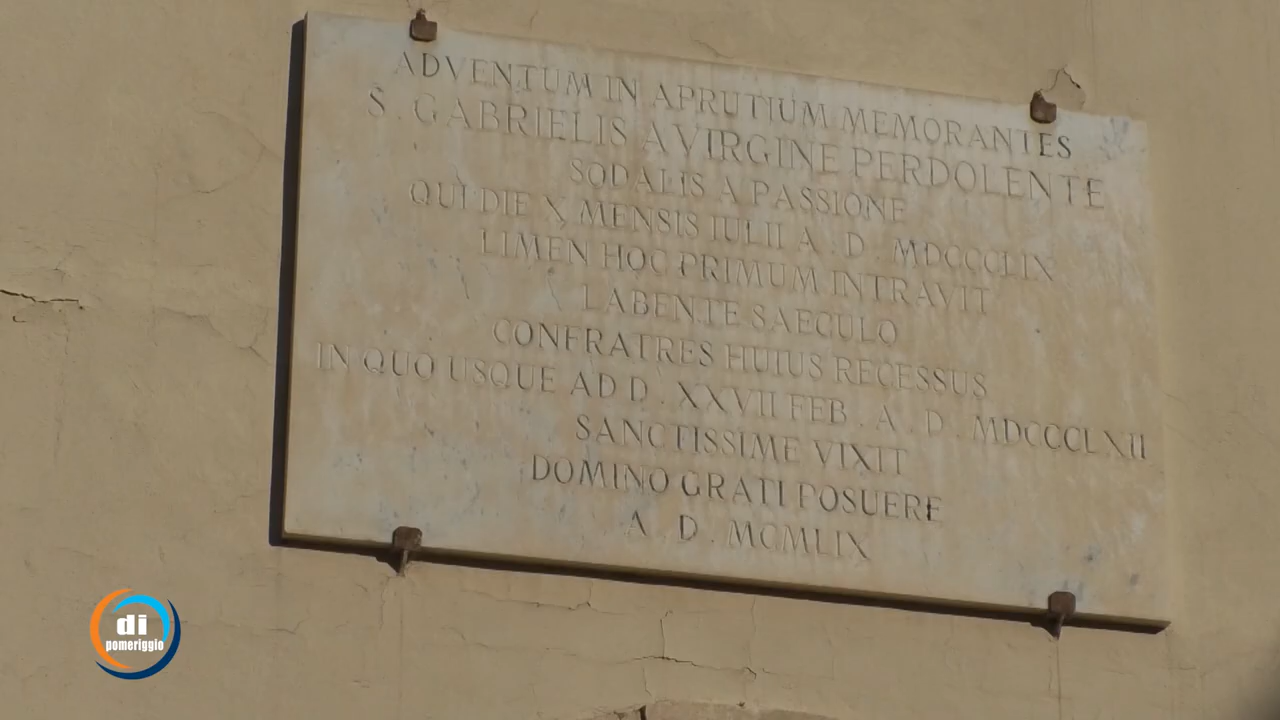 ADVENTUM IN APRUTIUM MEMORANTES
S. GABRIELIS A VIRGINE PERDOLENTE
SODALIS A PASSIONE
QUI DIE X MENSIS IULII A. D. MDCCCLIX
LIMEN HOC PRIMUM INTRAVIT
LABENTE SAECULO
CONFRATRES HUIUS RECESSUS
IN QUO USQUE AD D. XXVII FEB. A. D. MDCCCLXII
SANCTISSIME VIXIT
DOMINO GRATI POSUERE
A. D. MCMLIX
di
pomeriggio